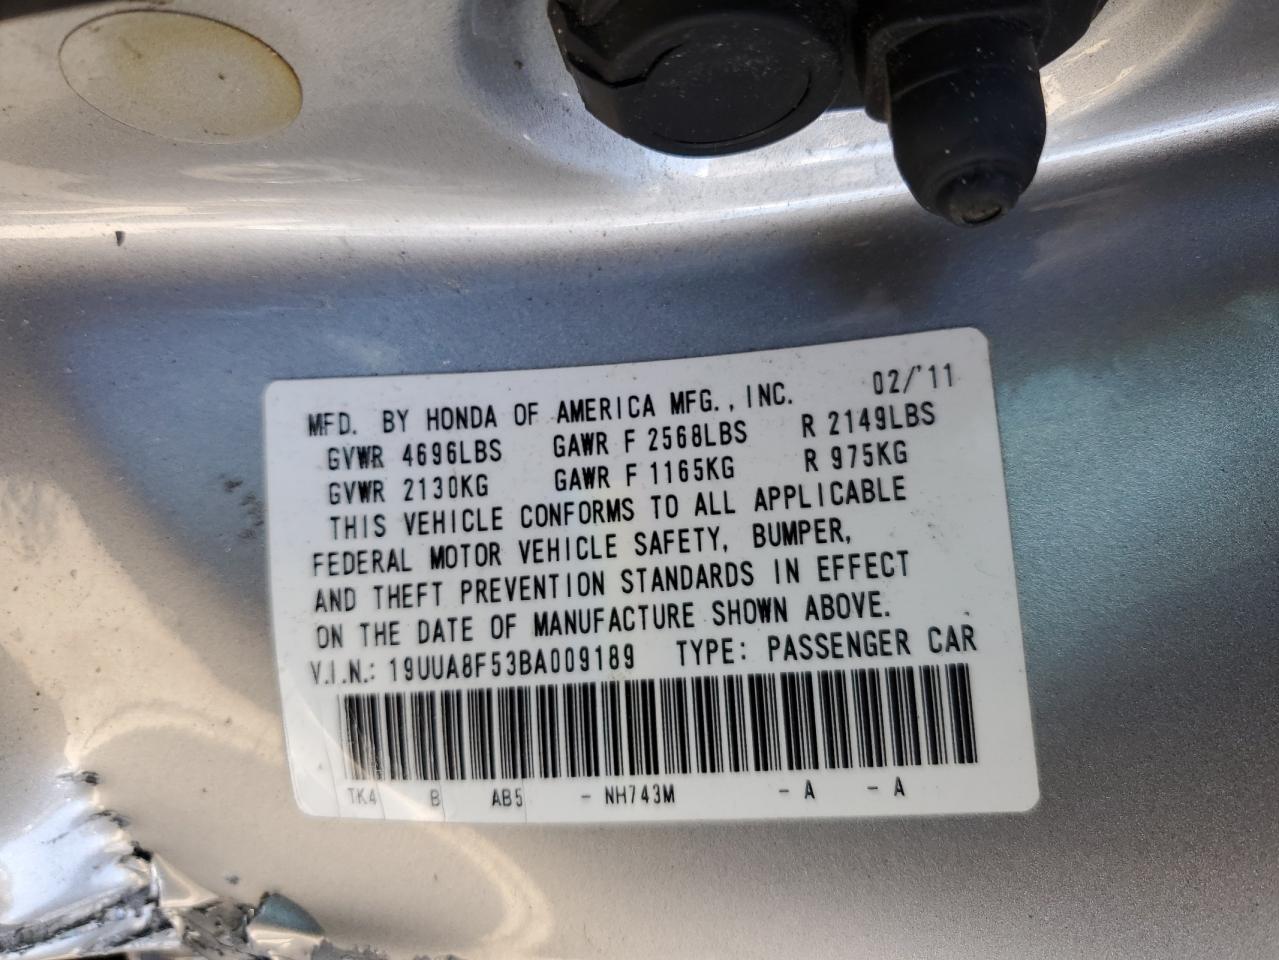 MFD. BY HONDA OF AMERICA MFG., INC. 02/'11
GVWR 4696LBS GAWR F 2568LBS R 2149LBS
GVWR 2130KG GAWR F 1165KG R 975KG
THIS VEHICLE CONFORMS TO ALL APPLICABLE
FEDERAL MOTOR VEHICLE SAFETY, BUMPER,
AND THEFT PREVENTION STANDARDS IN EFFECT
ON THE DATE OF MANUFACTURE SHOWN ABOVE.
V.I.N.: 19UUA8F53BA009189 TYPE: PASSENGER CAR
TK4 B AB5 - NH743M - A - A